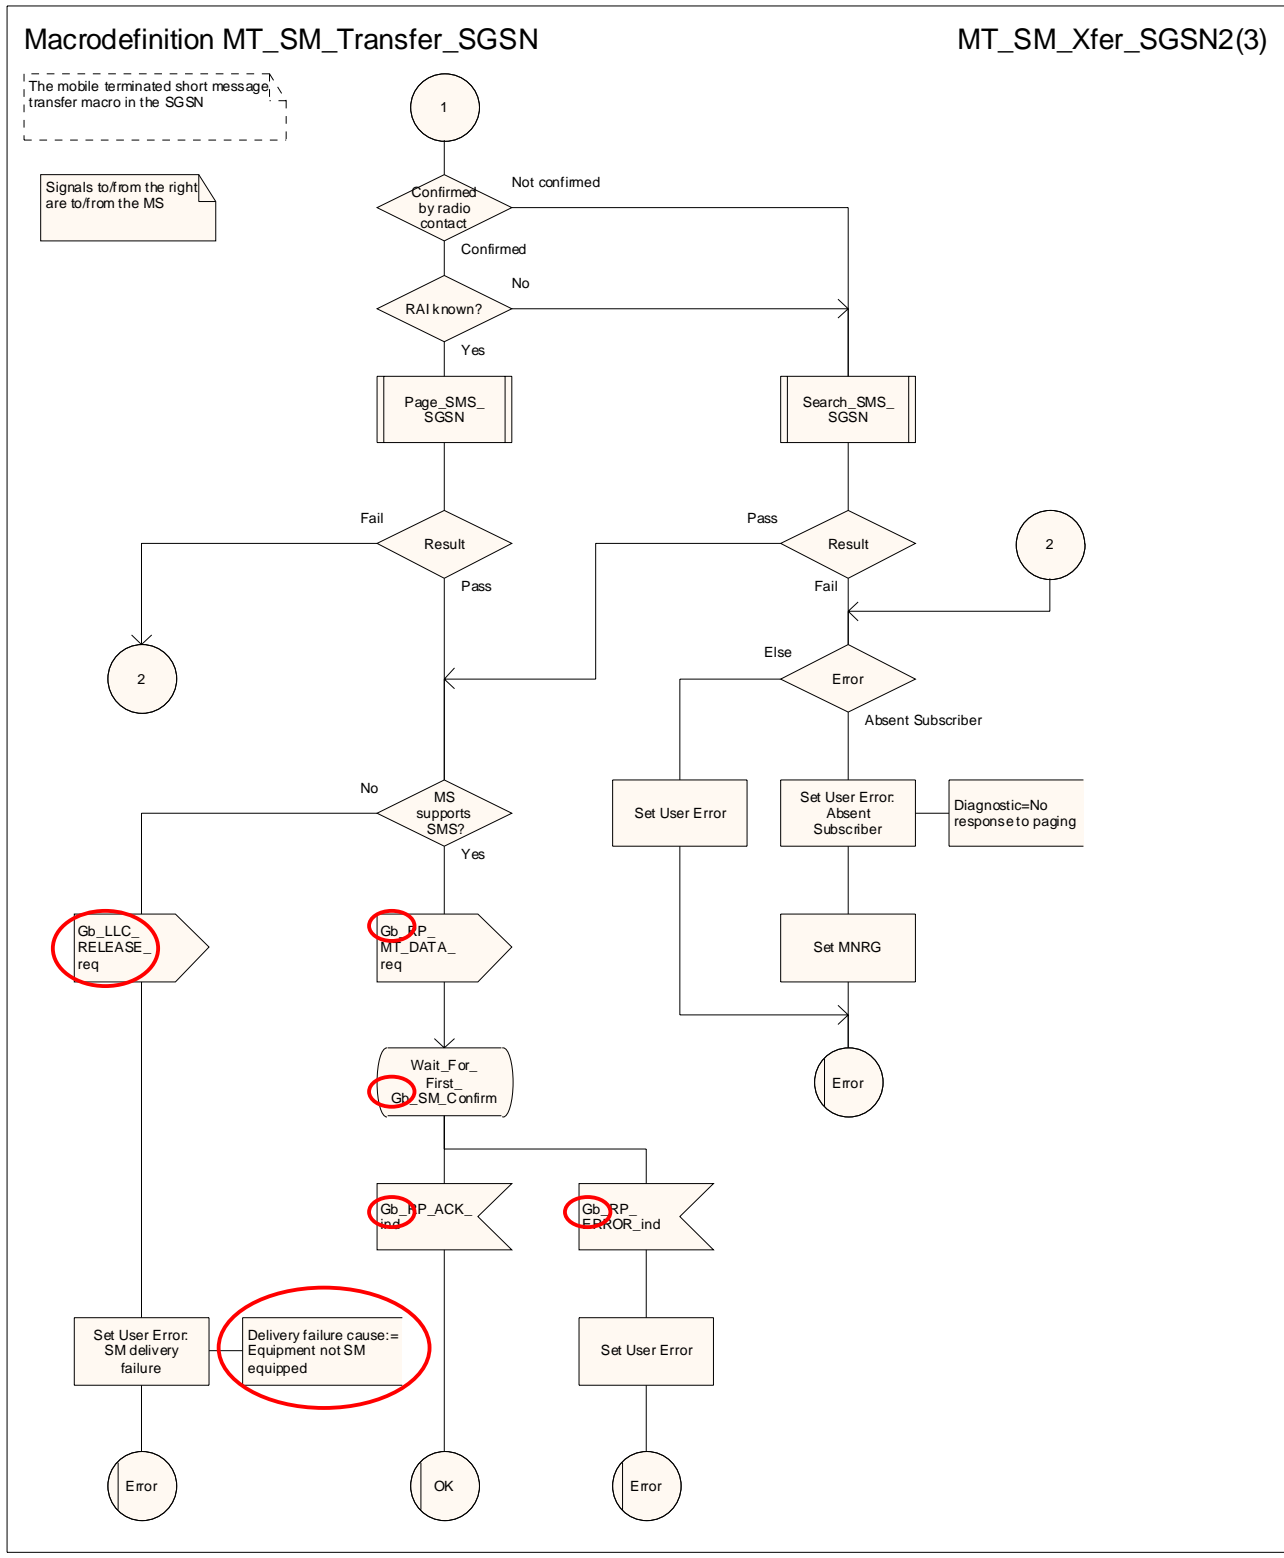 Macrodefinition MT_SM_Transfer_SGSN
MT_SM_Xfer_SGSN2(3)
The mobile terminated short message
transfer macro in the SGSN
Signals to/from the right
are to/from the MS
1
Confirmed
by radio
contact
Not confirmed
Confirmed
RAI known?
No
Yes
Page_SMS_
SGSN
Search_SMS_
SGSN
Fail
Result
Pass
Pass
Result
Fail
2
2
Else
Error
Absent Subscriber
No
MS
supports
SMS?
Yes
Set User Error
Set User Error:
Absent
Subscriber
Diagnostic=No
response to paging
Gb_LLC_
RELEASE_
req
Gb_RP_
MT_DATA_
req
Set MNRG
Wait_For_
First_
Gb_SM_Confirm
Error
Gb_RP_ACK_
ind
Gb_RP_
ERROR_ind
Set User Error:
SM delivery
failure
Delivery failure cause:=
Equipment not SM
equipped
Set User Error
Error
OK
Error